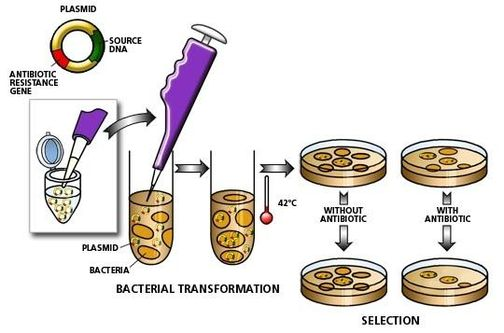 PLASMID
SOURCE
DNA
ANTIBIOTIC
RESISTANCE
GENE
42°C
WITHOUT
ANTIBIOTIC
WITH
ANTIBIOTIC
PLASMID
BACTERIA
BACTERIAL TRANSFORMATION
SELECTION